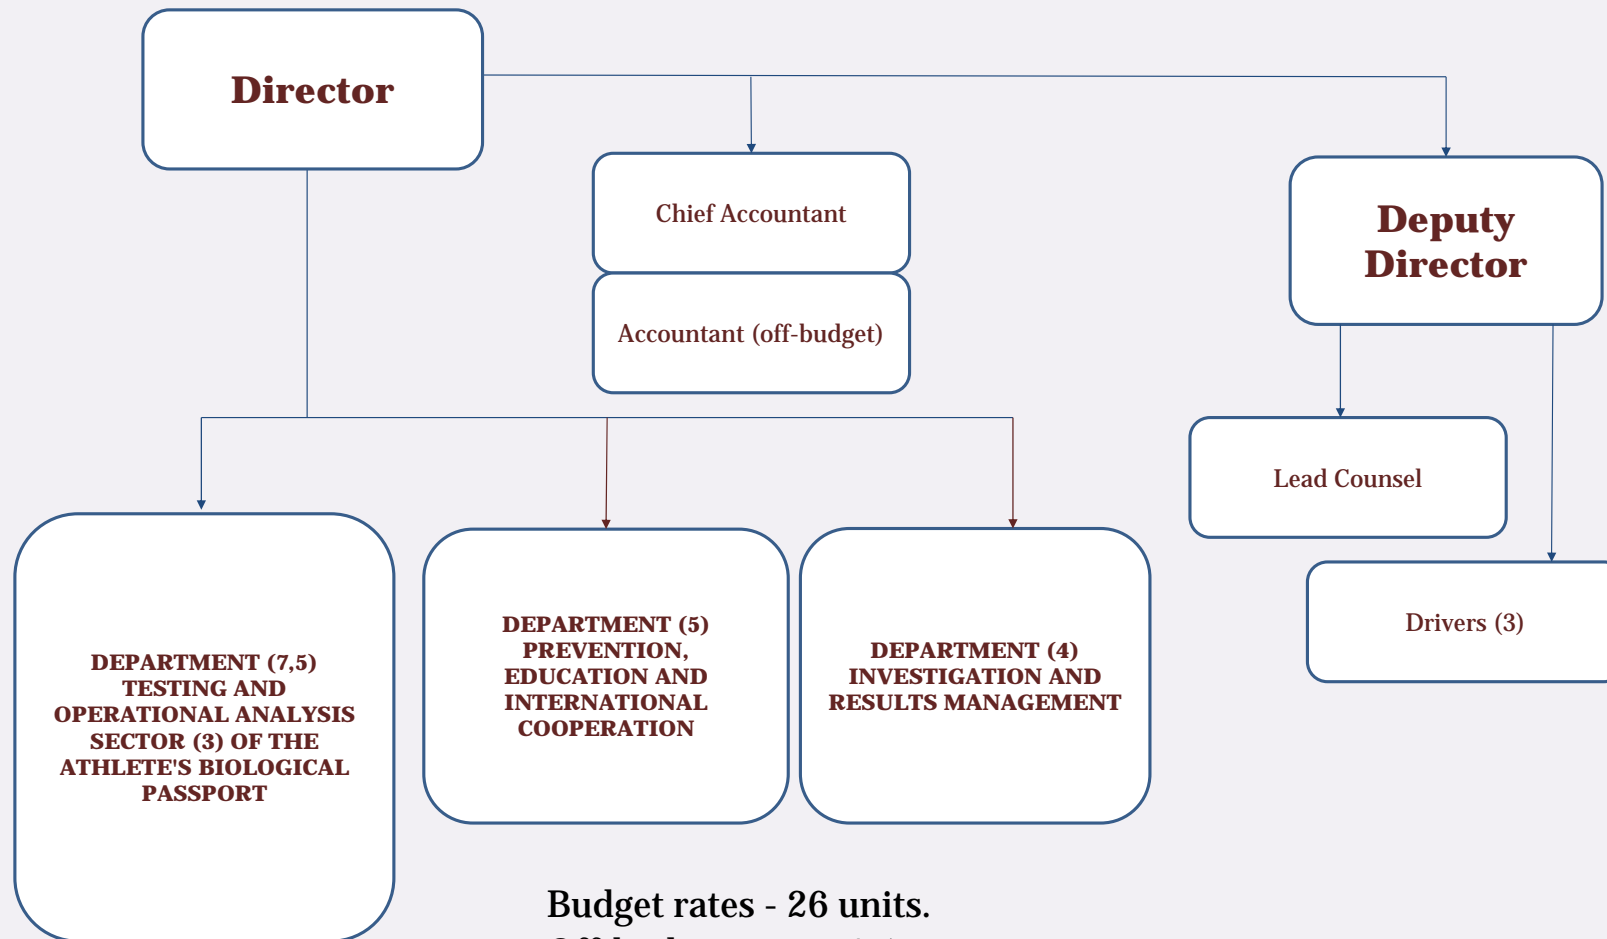 Director
Chief Accountant
Accountant (off-budget)
Deputy
Director
Lead Counsel
Drivers (3)
DEPARTMENT (7,5)
TESTING AND
OPERATIONAL ANALYSIS
SECTOR (3) OF THE
ATHLETE'S BIOLOGICAL
PASSPORT
DEPARTMENT (5)
PREVENTION,
EDUCATION AND
INTERNATIONAL
COOPERATION
DEPARTMENT (4)
INVESTIGATION AND
RESULTS MANAGEMENT
Budget rates - 26 units.